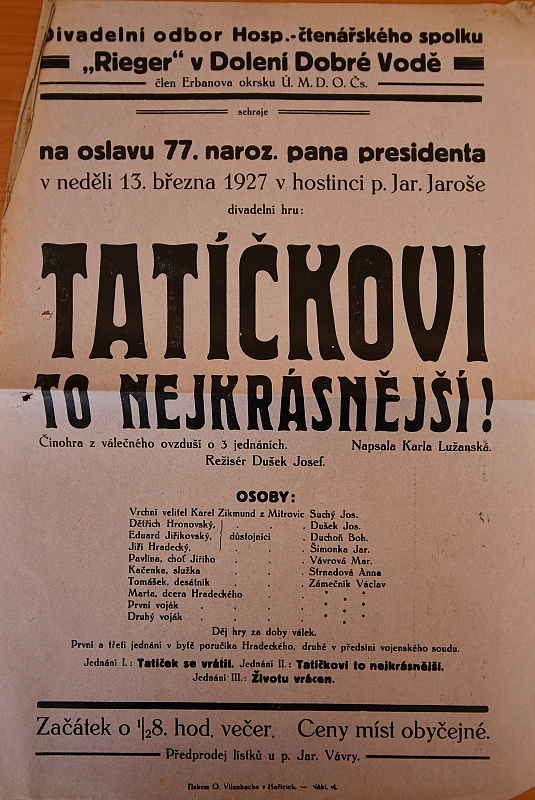 Divadelní odbor Hosp.-čtenářského spolku
„Rieger“ v Dolení Dobré Vodě
člen Erbanova okrsku Ú. M. D. O. Čs.
sehraje
na oslavu 77. naroz. pana presidenta
v neděli 13. března 1927 v hostinci p. Jar. Jaroše
divadelní hru:
TATÍČKOVI
TO NEJKRÁSNĚJŠÍ!
Činohra z válečného ovzduší o 3 jednáních. Napsala Karla Lužanská.
Režisér Dušek Josef.
OSOBY:
Vrchní velitel Karel Zikmund z Mitrovic Suchý Jos.
Dětřich Hronovský, . . . Dušek Jos.
Eduard Jiřikovský, důstojníci . Duchoň Boh.
Jiří Hradecký, . . . Šimonka Jar.
Pavlína, choť Jiřího . . . Vávrová Mar.
Kačenka, služka . . . Strnadová Anna
Tomášek, desátník . . . Zámečník Václav
Marta, dcera Hradeckého . . * * *
První voják . . . . * * *
Druhý voják . . . . * * *
Děj hry za doby válek.
První a třetí jednání v bytě poručíka Hradeckého, druhé v předsíni vojenského soudu.
Jednání I.: Tatíček se vrátil. Jednání II.: Tatíčkovi to nejkrásnější.
Jednání III.: Životu vrácen.
Začátek o 1/28. hod. večer. Ceny míst obyčejné.
Předprodej lístků u p. Jar. Vávry.
Tiskem O. Vilenbacha v Hořicích. — Nákl. vl.